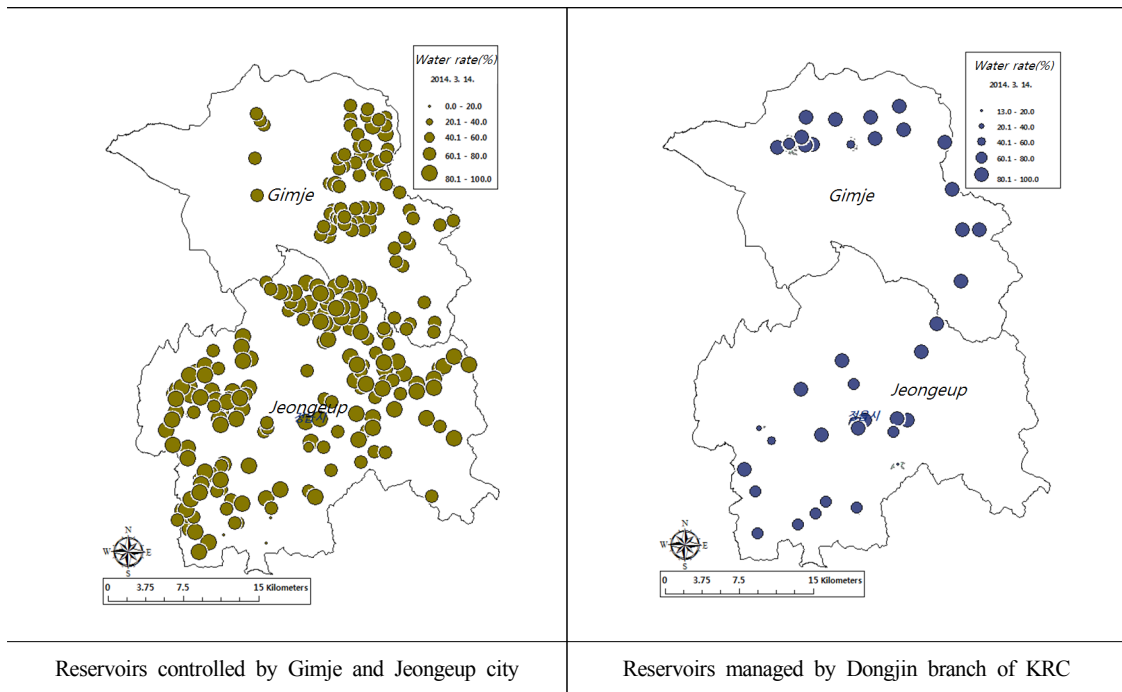 Water rate(%)
2014. 3. 14.
0.0 - 20.0
20.1 - 40.0
40.1 - 60.0
60.1 - 80.0
80.1 - 100.0
Gimje
Jeongeup
N
W E
S
0 3.75 7.5 15 Kilometers
Reservoirs controlled by Gimje and Jeongeup city
Water rate(%)
2014. 3. 14.
13.0 - 20.0
20.1 - 40.0
40.1 - 60.0
60.1 - 80.0
80.1 - 100.0
Gimje
Jeongeup
N
W E
S
0 3.75 7.5 15 Kilometers
Reservoirs managed by Dongjin branch of KRC